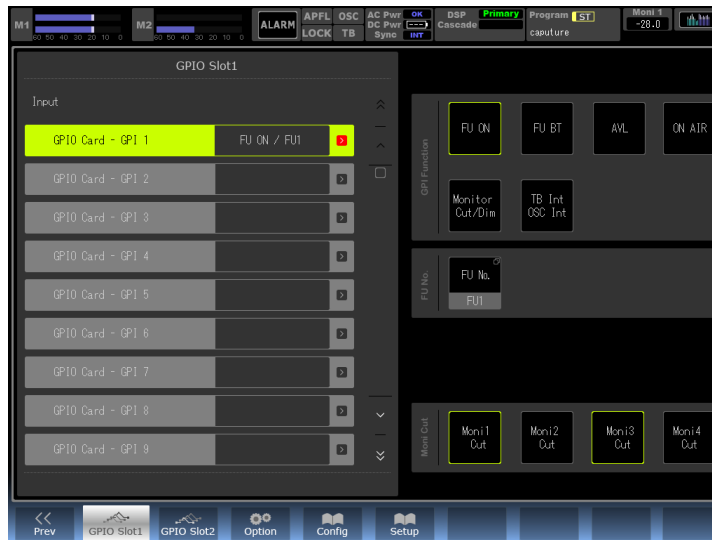 M1
60 50 40 30 20 10 0
M2
60 50 40 30 20 10 0
ALARM
APFL OSC
LOCK TB
AC Pwr OK
DC Pwr
Sync INT
DSP Primary
Cascade
Program ST
caputure
Moni 1
-28.0
GPIO Slot1
Input
GPIO Card - GPI 1 FU ON / FU1
GPIO Card - GPI 2
GPIO Card - GPI 3
GPIO Card - GPI 4
GPIO Card - GPI 5
GPIO Card - GPI 6
GPIO Card - GPI 7
GPIO Card - GPI 8
GPIO Card - GPI 9
GPI Function
FU ON
FU BT
AVL
ON AIR
Monitor
Cut/Dim
TB Int
OSC Int
FU No.
FU No.
FU1
Moni Cut
Moni1
Cut
Moni2
Cut
Moni3
Cut
Moni4
Cut
Prev
GPIO Slot1
GPIO Slot2
Option
Config
Setup